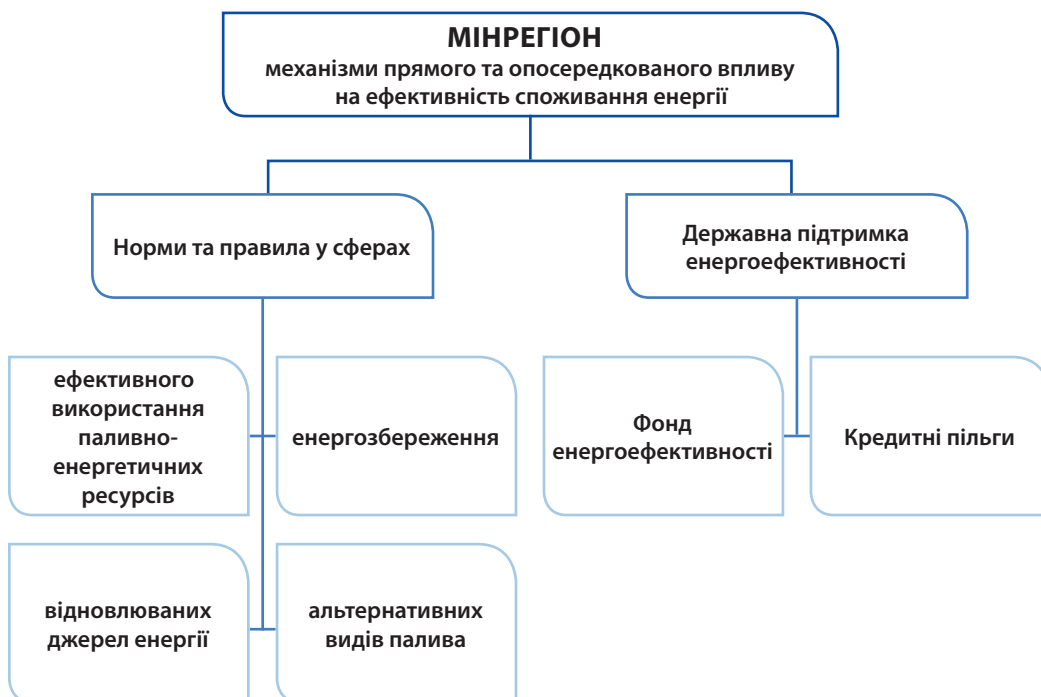 МІНРЕГІОН
механізми прямого та опосередкованого впливу
на ефективність споживання енергії
Норми та правила у сферах
Державна підтримка
енергоефективності
ефективного
використання
паливно-
енергетичних
ресурсів
енергозбереження
Фонд
енергоефективності
Кредитні пільги
відновлюваних
джерел енергії
альтернативних
видів палива